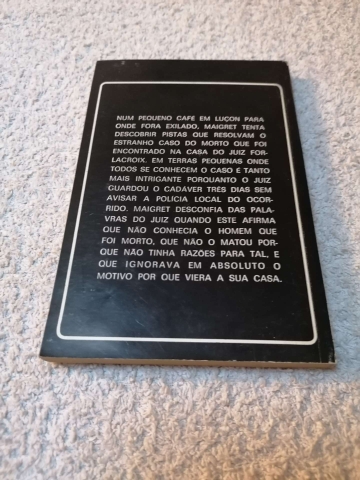 NUM PEQUENO CAFÉ EM LUÇON PARA
ONDE FORA EXILADO, MAIGRET TENTA
DESCOBRIR PISTAS QUE RESOLVAM O
ESTRANHO CASO DO MORTO QUE FOI
ENCONTRADO NA CASA DO JUIZ FOR-
LACROIX. EM TERRAS PEQUENAS ONDE
TODOS SE CONHECEM O CASO E TANTO
MAIS INTRIGANTE PORQUANTO O JUIZ
GUARDOU O CADAVER TRÊS DIAS SEM
AVISAR A POLICIA LOCAL DO OCOR-
RIDO. MAIGRET DESCONFIA DAS PALA-
VRAS DO JUIZ QUANDO ESTE AFIRMA
QUE NÃO CONHECIA O HOMEM QUE
FOI MORTO, QUE NÃO O MATOU POR-
QUE NÃO TINHA RAZÕES PARA TAL, E
QUE IGNORAVA EM ABSOLUTO O
MOTIVO POR QUE VIERA A SUA CASA.